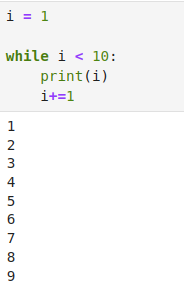 i = 1
while i < 10:
    print(i)
    i+=1
1
2
3
4
5
6
7
8
9